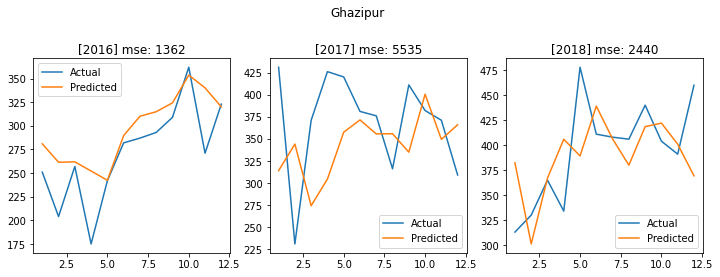 Ghazipur
[2016] mse: 1362
Actual
Predicted
350
325
300
275
250
225
200
175
2.5 5.0 7.5 10.0 12.5
[2017] mse: 5535
425
400
375
350
325
300
275
250
225
Actual
Predicted
2.5 5.0 7.5 10.0 12.5
[2018] mse: 2440
475
450
425
400
375
350
325
300
Actual
Predicted
2.5 5.0 7.5 10.0 12.5